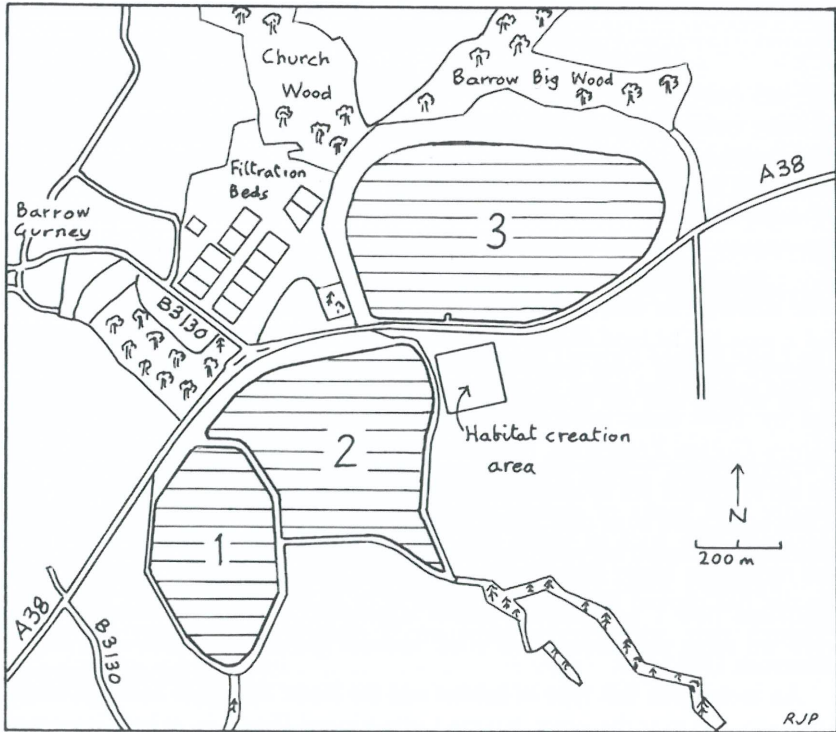 Church
Wood
Barrow Big Wood
Filtration
Beds
A38
Barrow
Gurney
3
B3130
Habitat creation
area
2
N
1
200 m
A38
B3130
RJP